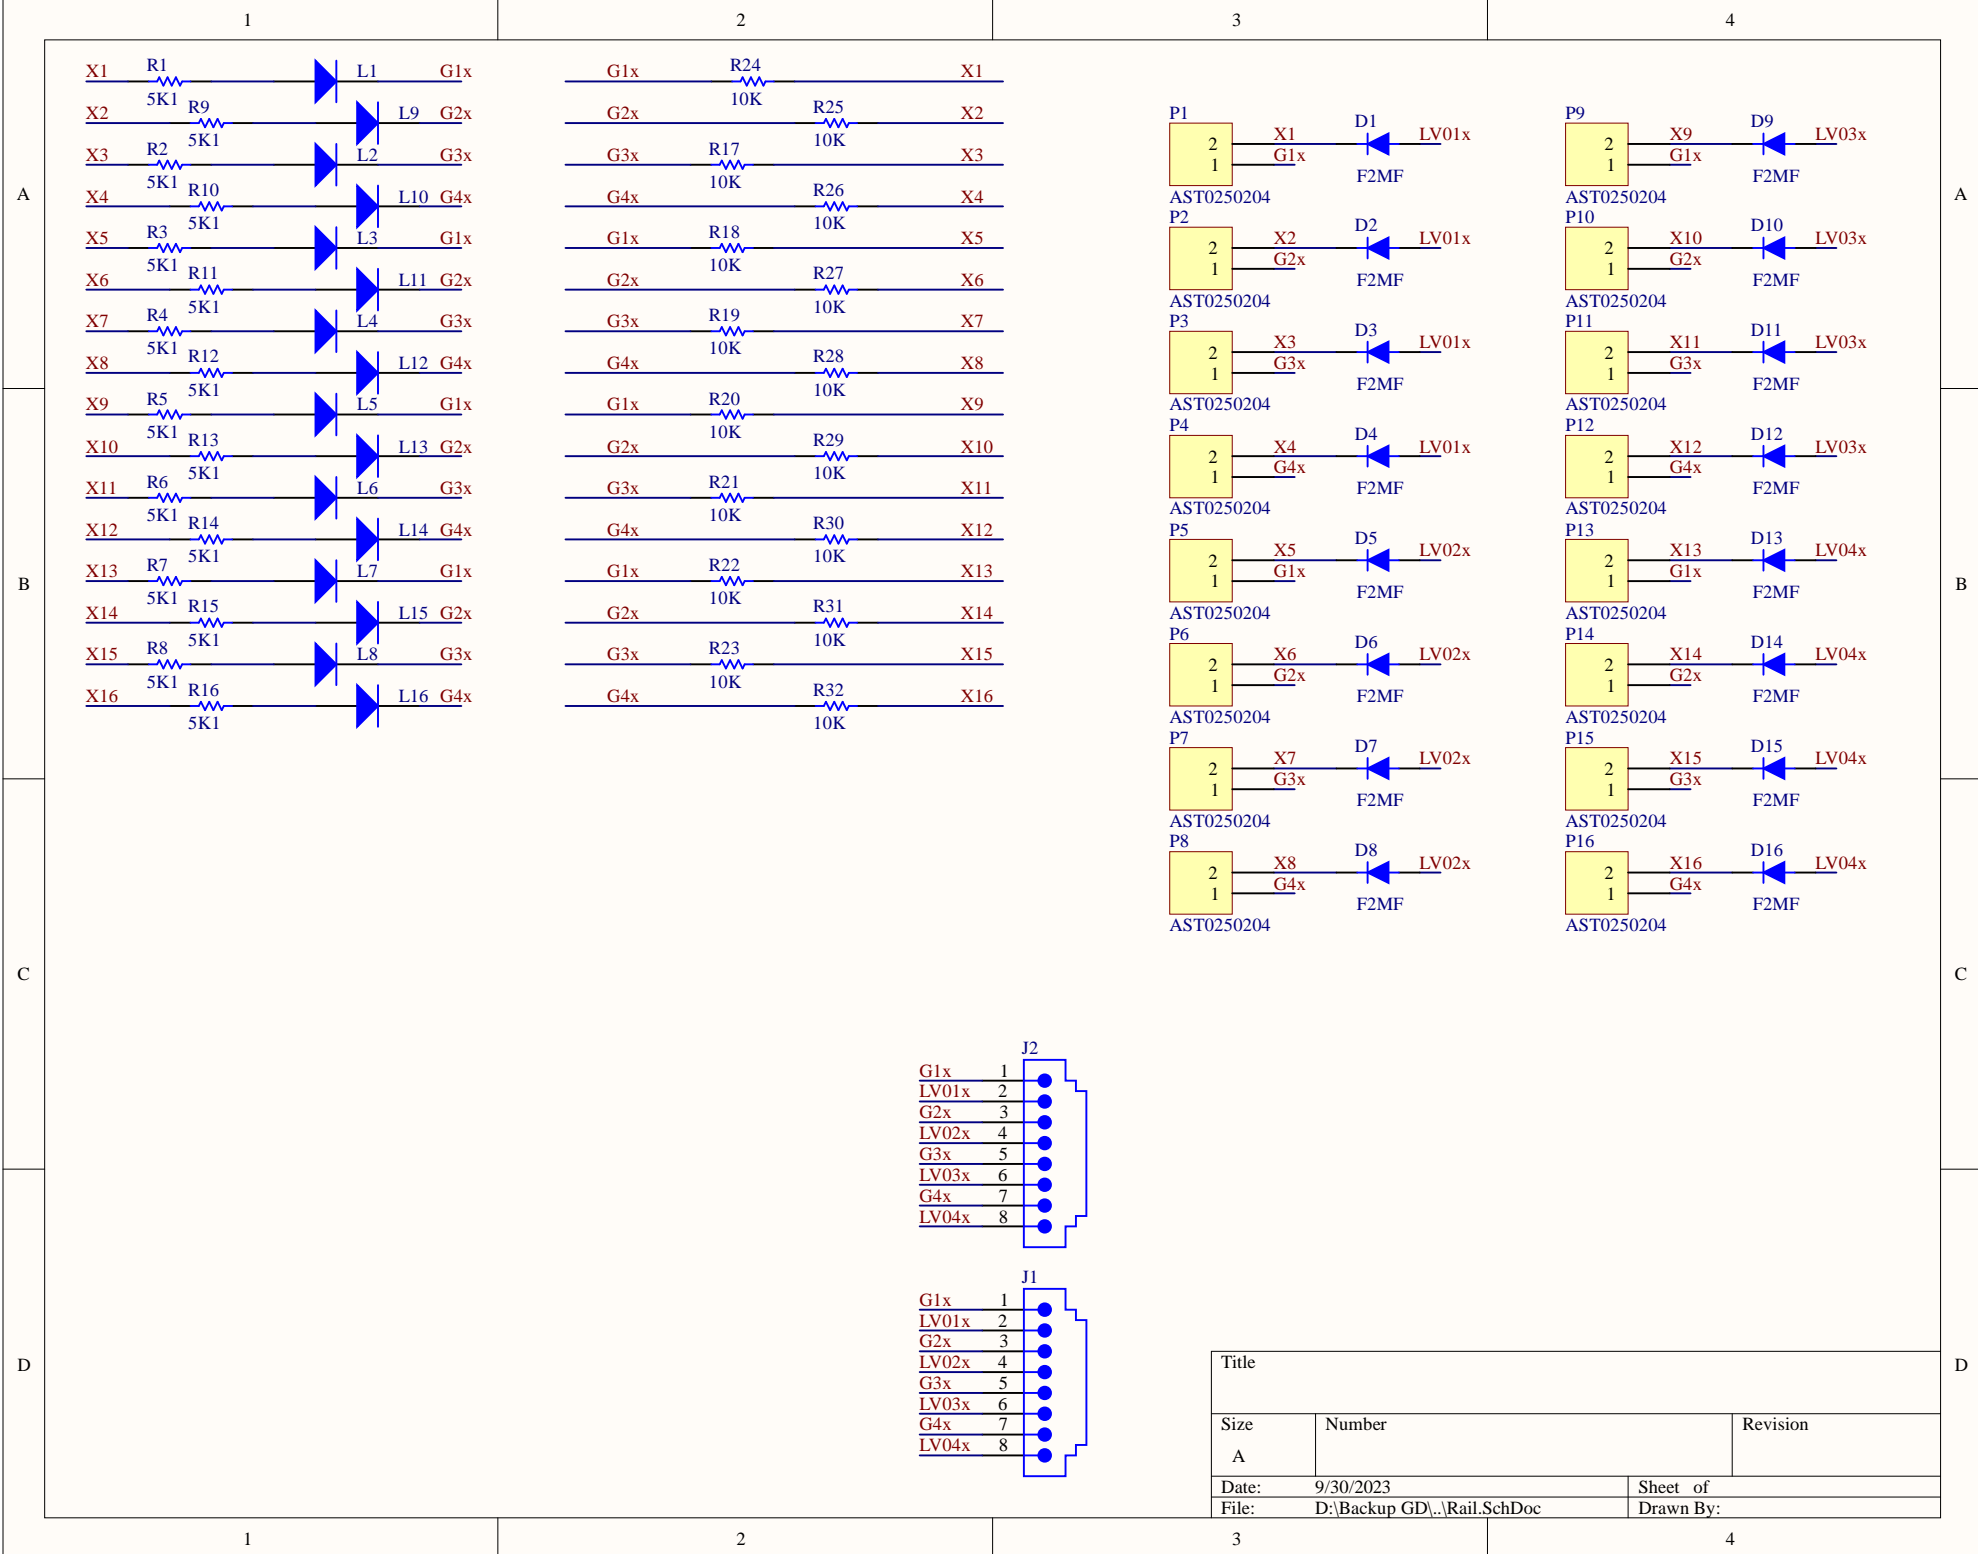 1 2 3 4
A B C D
X1 R1 5K1 L1 G1x
X2 R9 5K1 L9 G2x
X3 R2 5K1 L2 G3x
X4 R10 5K1 L10 G4x
X5 R3 5K1 L3 G1x
X6 R11 5K1 L11 G2x
X7 R4 5K1 L4 G3x
X8 R12 5K1 L12 G4x
X9 R5 5K1 L5 G1x
X10 R13 5K1 L13 G2x
X11 R6 5K1 L6 G3x
X12 R14 5K1 L14 G4x
X13 R7 5K1 L7 G1x
X14 R15 5K1 L15 G2x
X15 R8 5K1 L8 G3x
X16 R16 5K1 L16 G4x
G1x R24 10K X1
G2x R25 10K X2
G3x R17 10K X3
G4x R26 10K X4
G1x R18 10K X5
G2x R27 10K X6
G3x R19 10K X7
G4x R28 10K X8
G1x R20 10K X9
G2x R29 10K X10
G3x R21 10K X11
G4x R30 10K X12
G1x R22 10K X13
G2x R31 10K X14
G3x R23 10K X15
G4x R32 10K X16
P1 D1
2 X1 LV01x
1 G1x F2MF
AST0250204
P2 D2
2 X2 LV01x
1 G2x F2MF
AST0250204
P3 D3
2 X3 LV01x
1 G3x F2MF
AST0250204
P4 D4
2 X4 LV01x
1 G4x F2MF
AST0250204
P5 D5
2 X5 LV02x
1 G1x F2MF
AST0250204
P6 D6
2 X6 LV02x
1 G2x F2MF
AST0250204
P7 D7
2 X7 LV02x
1 G3x F2MF
AST0250204
P8 D8
2 X8 LV02x
1 G4x F2MF
AST0250204
P9 D9
2 X9 LV03x
1 G1x F2MF
AST0250204
P10 D10
2 X10 LV03x
1 G2x F2MF
AST0250204
P11 D11
2 X11 LV03x
1 G3x F2MF
AST0250204
P12 D12
2 X12 LV03x
1 G4x F2MF
AST0250204
P13 D13
2 X13 LV04x
1 G1x F2MF
AST0250204
P14 D14
2 X14 LV04x
1 G2x F2MF
AST0250204
P15 D15
2 X15 LV04x
1 G3x F2MF
AST0250204
P16 D16
2 X16 LV04x
1 G4x F2MF
AST0250204
J2
G1x 1
LV01x 2
G2x 3
LV02x 4
G3x 5
LV03x 6
G4x 7
LV04x 8
J1
G1x 1
LV01x 2
G2x 3
LV02x 4
G3x 5
LV03x 6
G4x 7
LV04x 8
Title
Size Number Revision
A
Date: 9/30/2023 Sheet of
File: D:\Backup GD\..\Rail.SchDoc Drawn By:
A B C D
1 2 3 4